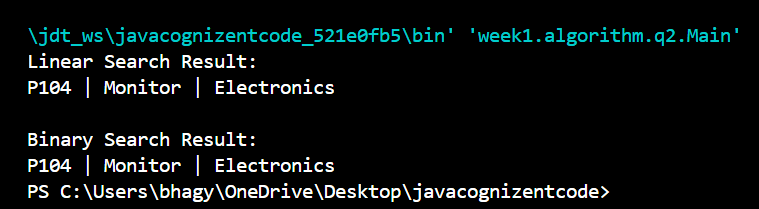 \jdt_ws\javacognizentcode_521e0fb5\bin' 'week1.algorithm.q2.Main'
Linear Search Result:
P104 | Monitor | Electronics

Binary Search Result:
P104 | Monitor | Electronics
PS C:\Users\bhagy\OneDrive\Desktop\javacognizentcode>